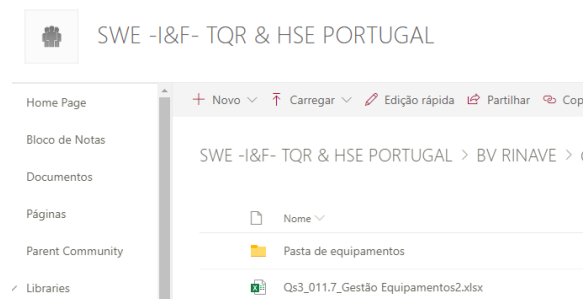 SWE -I&F- TQR & HSE PORTUGAL
Home Page
Bloco de Notas
Documentos
Páginas
Parent Community
Libraries
Novo Carregar Edição rápida Partilhar Cop
SWE -I&F- TQR & HSE PORTUGAL > BV RINAVE >
Nome
Pasta de equipamentos
Qs3_011.7_Gestão Equipamentos2.xlsx